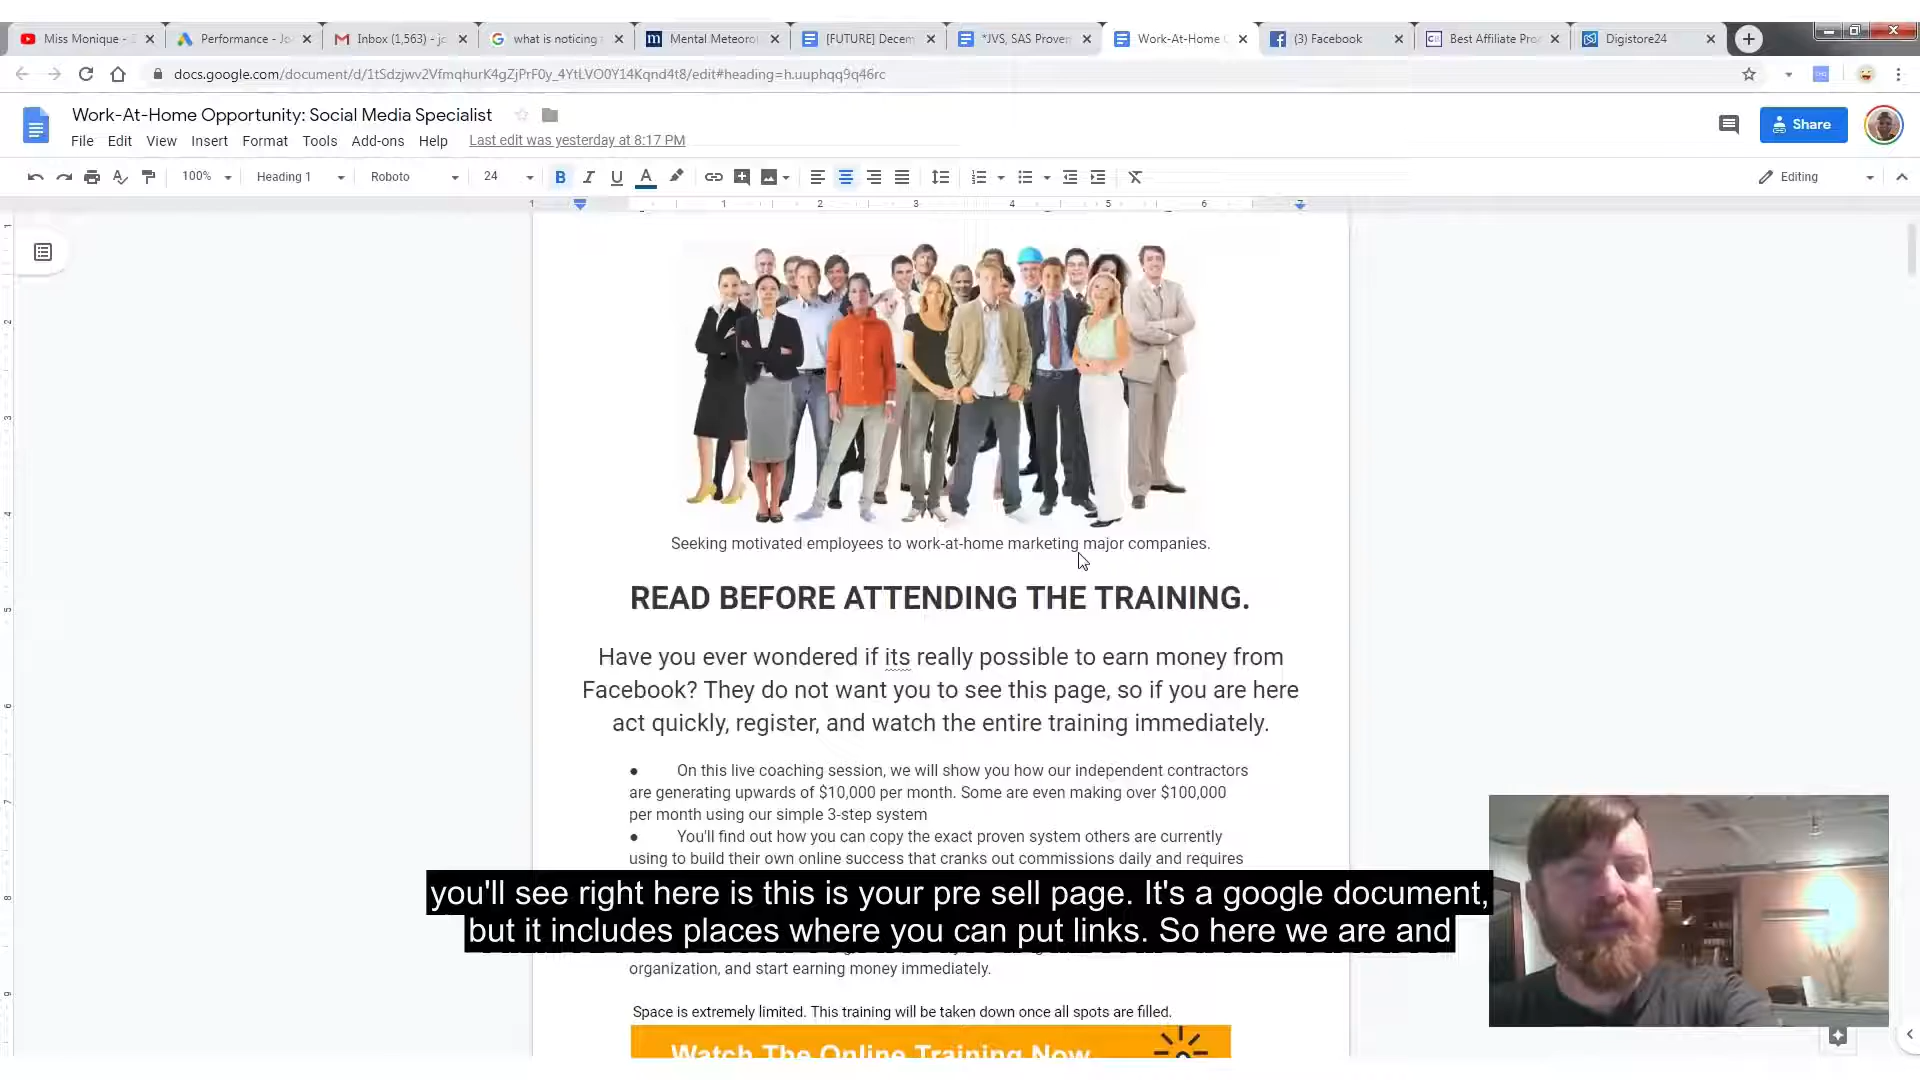 Miss Monique -
Performance - Jo
Inbox (1,563) - jo
what is noticing
Mental Meteoro
[FUTURE] Decem
*JVS, SAS Proven
Work-At-Home
(3) Facebook
Best Affiliate Pro
Digistore24
docs.google.com/document/d/1tSdzjwv2VfmqhurK4gZjPrF0y_4YtLVO0Y14Kqnd4t8/edit#heading=h.uuphqq9q46rc
Work-At-Home Opportunity: Social Media Specialist
File Edit View Insert Format Tools Add-ons Help Last edit was yesterday at 8:17 PM
Share
100% Heading 1 Roboto 24 B I U A Editing
1 1 2 3 4 5 6 7
Seeking motivated employees to work-at-home marketing major companies.
READ BEFORE ATTENDING THE TRAINING.
Have you ever wondered if its really possible to earn money from
Facebook? They do not want you to see this page, so if you are here
act quickly, register, and watch the entire training immediately.
● On this live coaching session, we will show you how our independent contractors
are generating upwards of $10,000 per month. Some are even making over $100,000
per month using our simple 3-step system
● You'll find out how you can copy the exact proven system others are currently
using to build their own online success that cranks out commissions daily and requires
you'll see right here is this is your pre sell page. It's a google document,
but it includes places where you can put links. So here we are and
organization, and start earning money immediately.
Space is extremely limited. This training will be taken down once all spots are filled.
Watch The Online Training Now